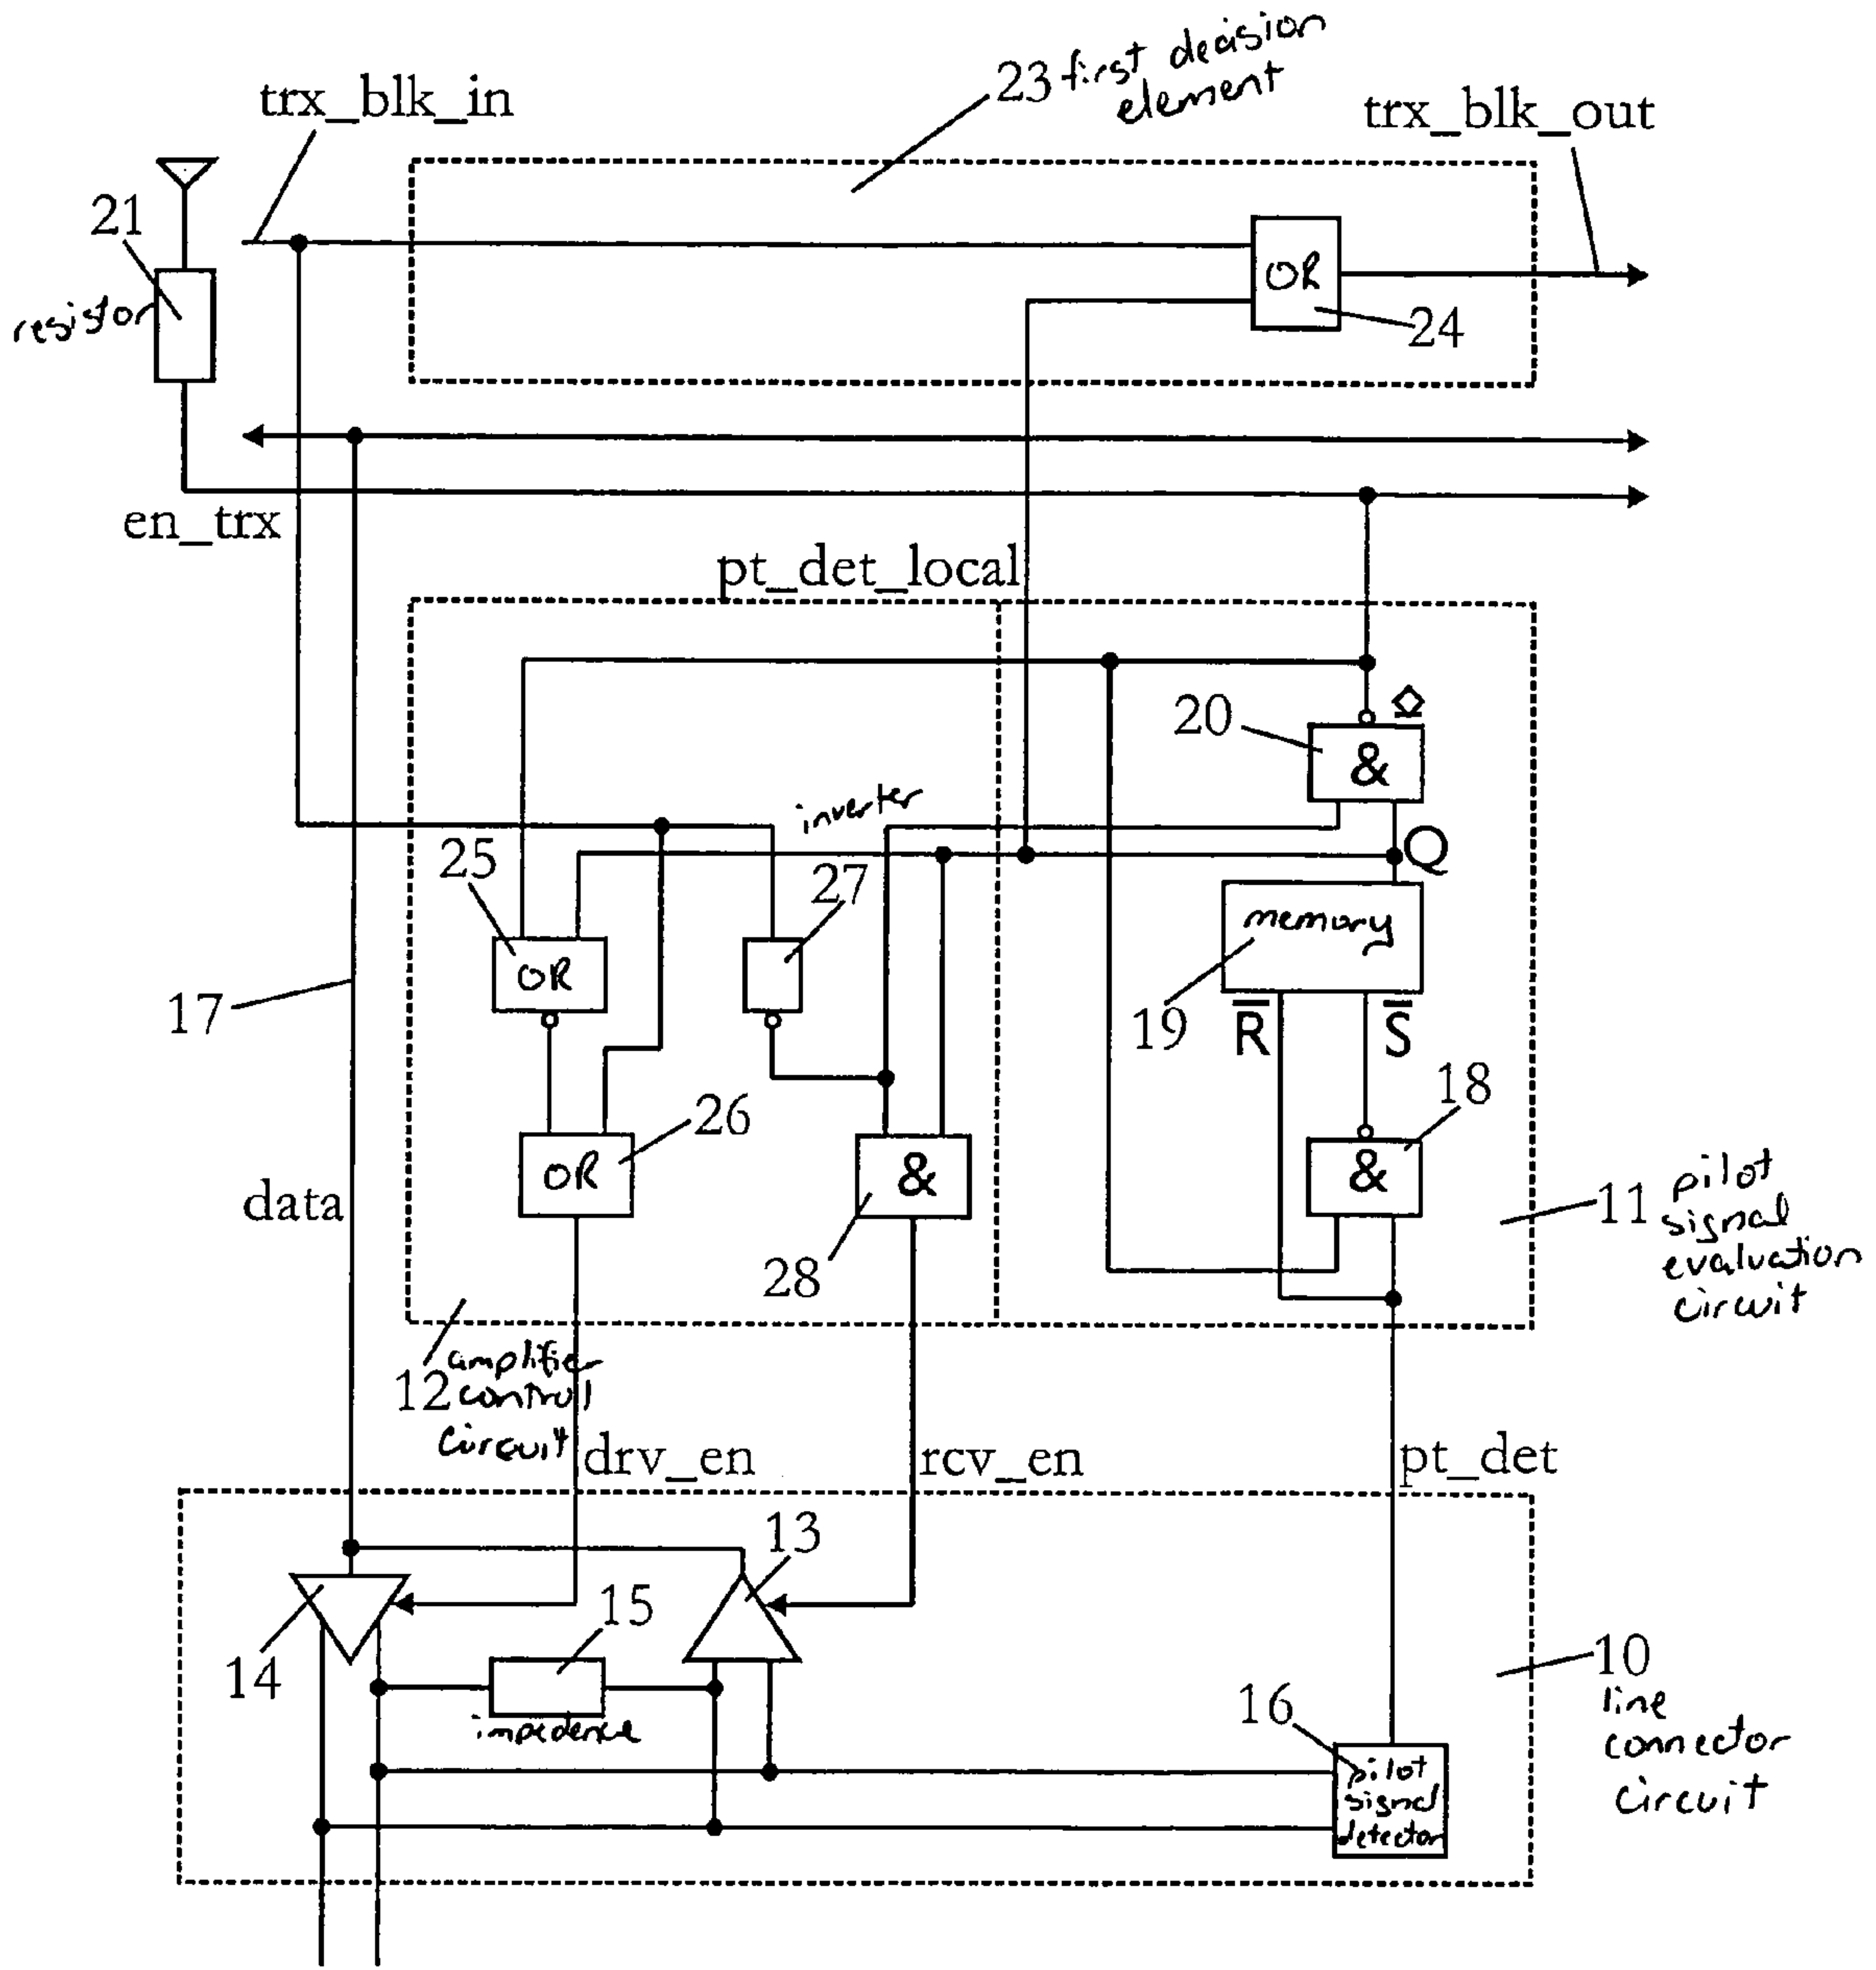 23 first decision
element
trx_blk_in
trx_blk_out
21
resistor
OR
24
en_trx
pt_det_local
20
&
inverter
Q
25
27
memory
OR
17
19
R
S
18
26
OR
&
&
data
28
11 pilot
signal
evaluation
circuit
12 amplifier
control
circuit
drv_en
rcv_en
pt_det
13
15
14
10
line
connector
circuit
impedence
16
pilot
signal
detector